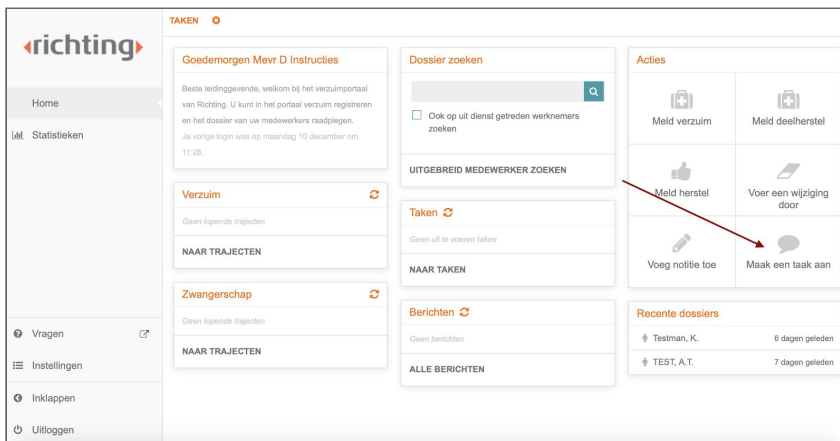 TAKEN
richting
Home
Statistieken
Vragen
Instellingen
Inklappen
Uitloggen
Goedemorgen Mevr D Instructies
Beste leidinggevende, welkom bij het verzuimportaal
van Richting. U kunt in het portaal verzuim registreren
en het dossier van uw medewerkers raadplegen.
Je vorige login was op maandag 10 december om
11:28.
Verzuim
Geen lopende trajecten
NAAR TRAJECTEN
Zwangerschap
Geen lopende trajecten
NAAR TRAJECTEN
Dossier zoeken
Ook op uit dienst getreden werknemers
zoeken
UITGEBREID MEDEWERKER ZOEKEN
Taken
Geen uit te voeren taken
NAAR TAKEN
Berichten
Geen berichten
ALLE BERICHTEN
Acties
Meld verzuim
Meld deelherstel
Meld herstel
Voer een wijziging
door
Voeg notitie toe
Maak een taak aan
Recente dossiers
Testman, K. 6 dagen geleden
TEST, A.T. 7 dagen geleden